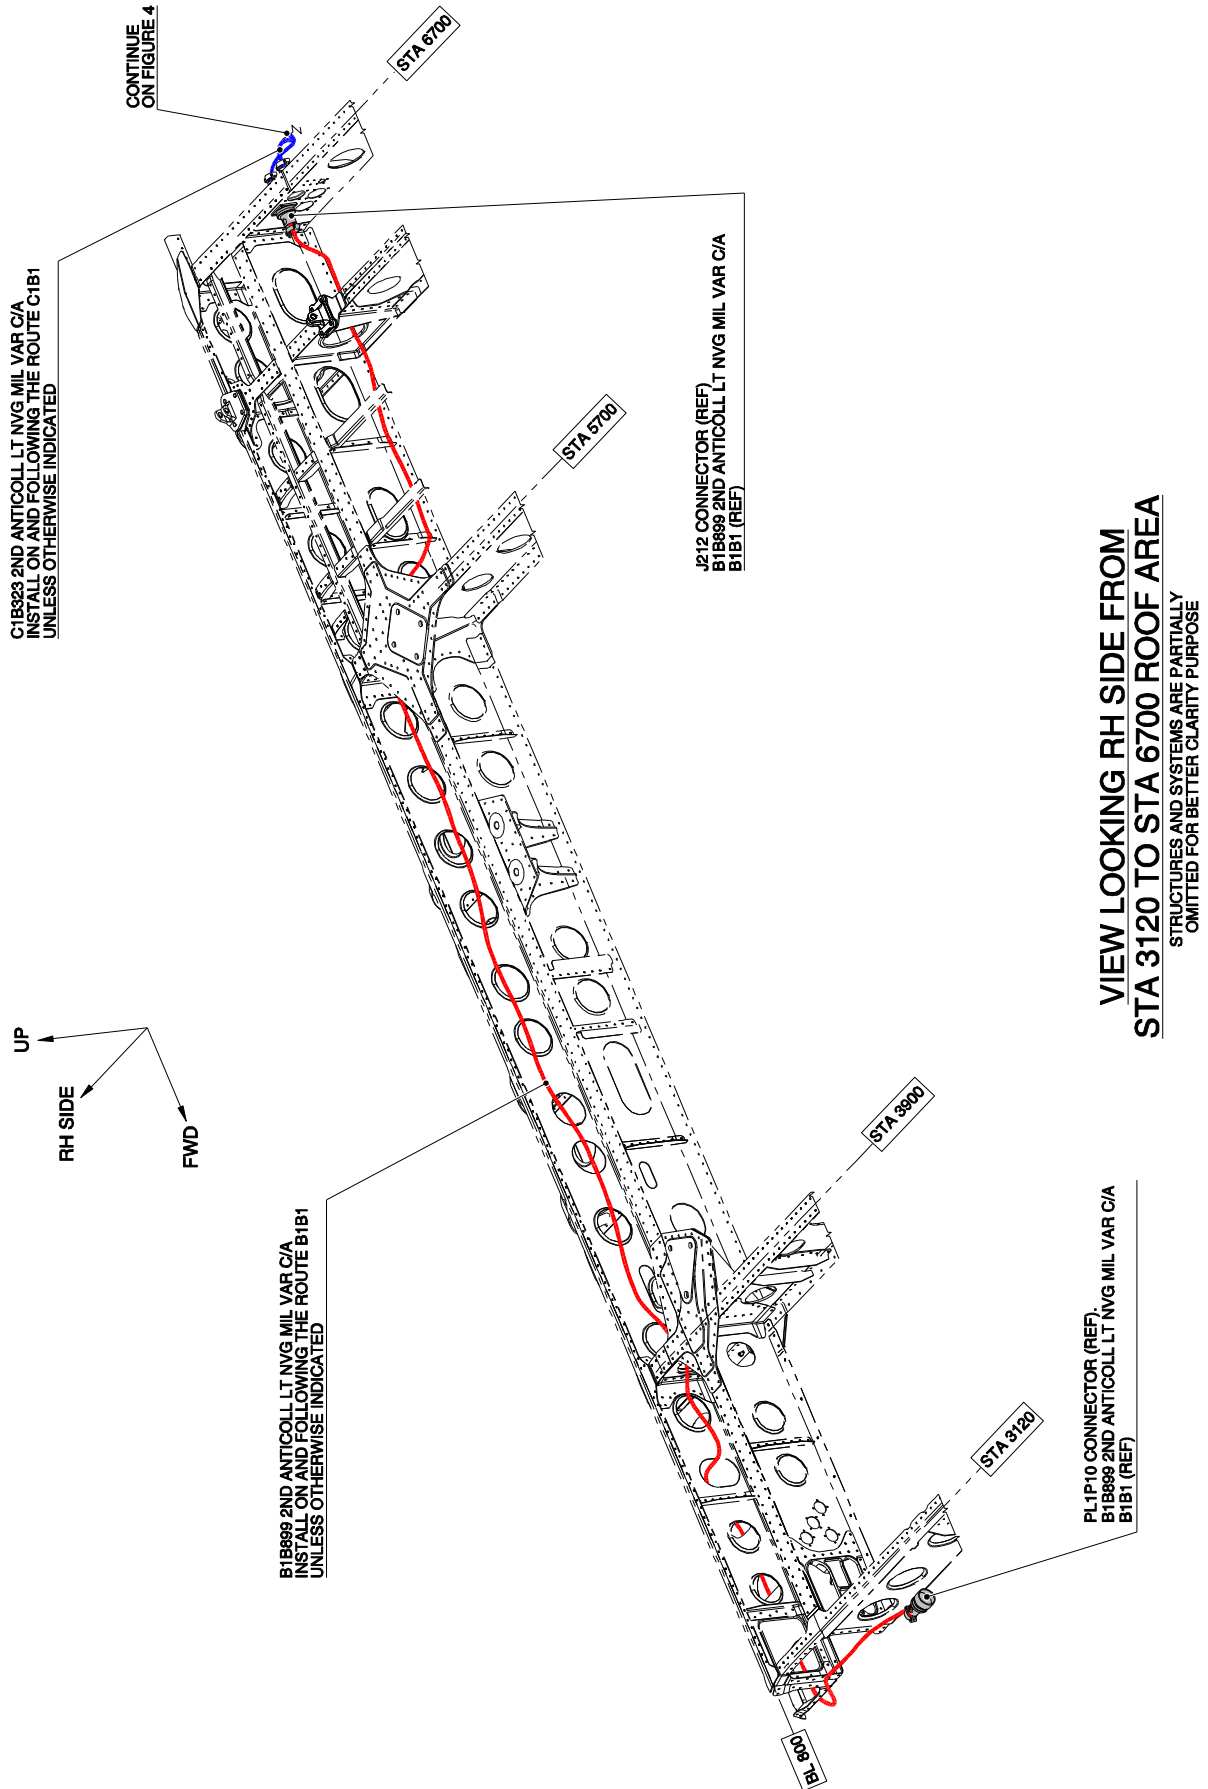 CONTINUE
ON FIGURE 4
STA 6700
C1B323 2ND ANTICOLL LT NVG MIL VAR C/A
INSTALL ON AND FOLLOWING THE ROUTE C1B1
UNLESS OTHERWISE INDICATED
J212 CONNECTOR (REF)
B1B899 2ND ANTICOLL LT NVG MIL VAR C/A
B1B1 (REF)
STA 5700
UP
RH SIDE
FWD
B1B899 2ND ANTICOLL LT NVG MIL VAR C/A
INSTALL ON AND FOLLOWING THE ROUTE B1B1
UNLESS OTHERWISE INDICATED
STA 3900
PL1P10 CONNECTOR (REF).
B1B899 2ND ANTICOLL LT NVG MIL VAR C/A
B1B1 (REF)
STA 3120
BL 800
VIEW LOOKING RH SIDE FROM
STA 3120 TO STA 6700 ROOF AREA
STRUCTURES AND SYSTEMS ARE PARTIALLY
OMITTED FOR BETTER CLARITY PURPOSE